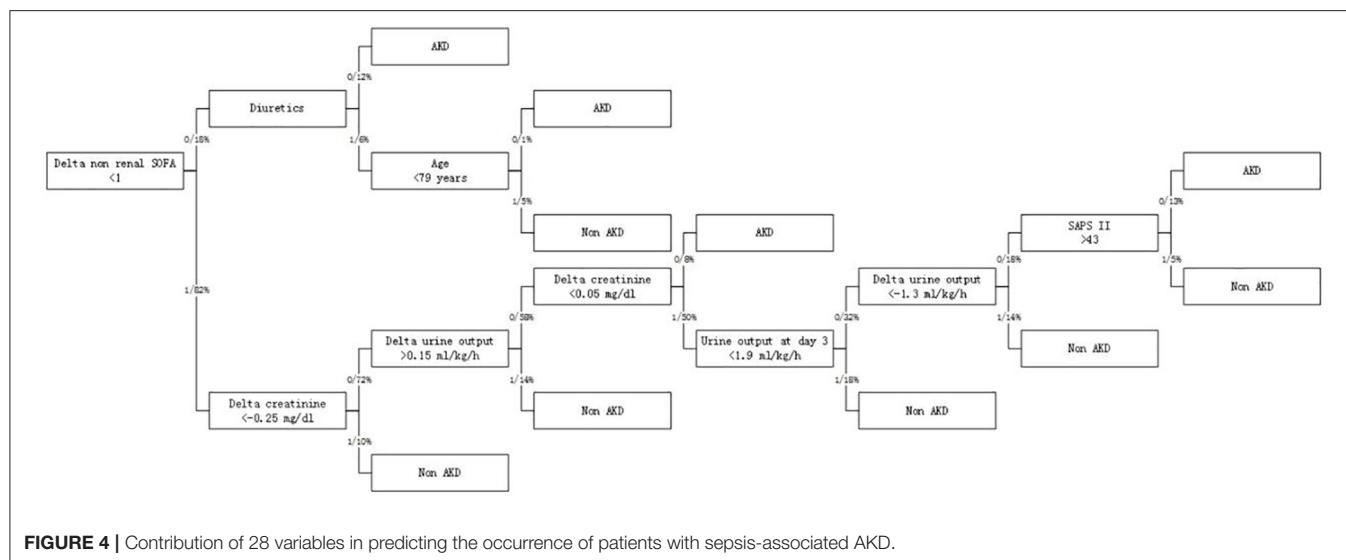 AKD
0/12%
Diuretics
AKD
0/18%
1/6%
0/1%
Delta non renal SOFA
<1
Age
<79 years
AKD
1/5%
0/13%
Non AKD
AKD
SAPS II
>43
0/8%
0/18%
1/5%
1/82%
Delta creatinine
<0.05 mg/dl
Delta urine output
<-1.3 ml/kg/h
Non AKD
0/58%
1/50%
0/32%
1/14%
Delta urine output
>0.15 ml/kg/h
Urine output at day 3
<1.9 ml/kg/h
Non AKD
0/72%
1/14%
1/18%
Delta creatinine
<-0.25 mg/dl
Non AKD
Non AKD
1/10%
Non AKD
FIGURE 4 | Contribution of 28 variables in predicting the occurrence of patients with sepsis-associated AKD.